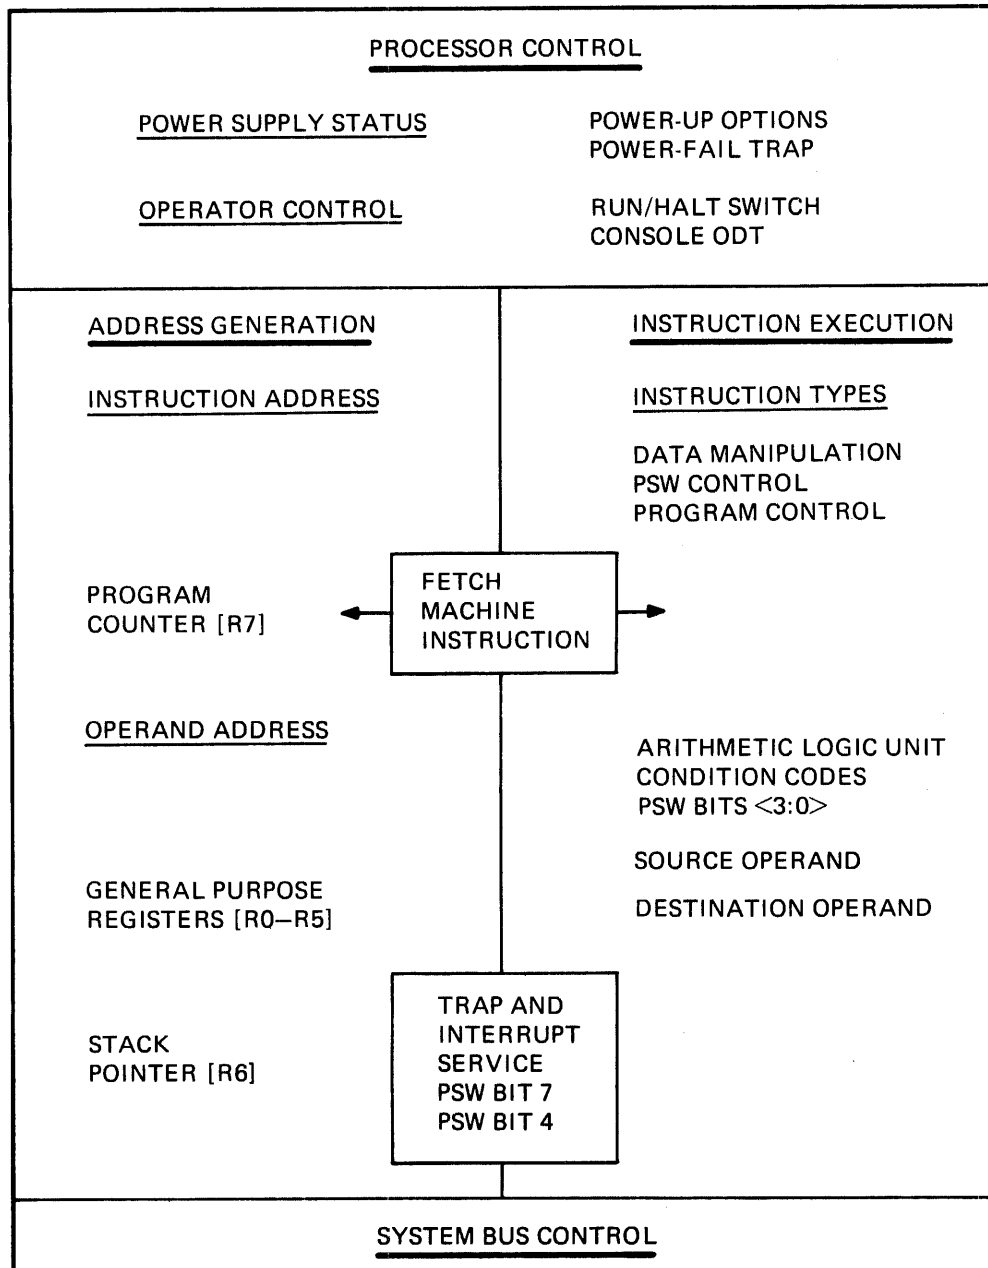 PROCESSOR CONTROL
POWER SUPPLY STATUS
POWER-UP OPTIONS
POWER-FAIL TRAP
OPERATOR CONTROL
RUN/HALT SWITCH
CONSOLE ODT
ADDRESS GENERATION
INSTRUCTION ADDRESS
PROGRAM
COUNTER [R7]
OPERAND ADDRESS
GENERAL PURPOSE
REGISTERS [R0–R5]
STACK
POINTER [R6]
FETCH
MACHINE
INSTRUCTION
TRAP AND
INTERRUPT
SERVICE
PSW BIT 7
PSW BIT 4
INSTRUCTION EXECUTION
INSTRUCTION TYPES
DATA MANIPULATION
PSW CONTROL
PROGRAM CONTROL
ARITHMETIC LOGIC UNIT
CONDITION CODES
PSW BITS <3:0>
SOURCE OPERAND
DESTINATION OPERAND
SYSTEM BUS CONTROL